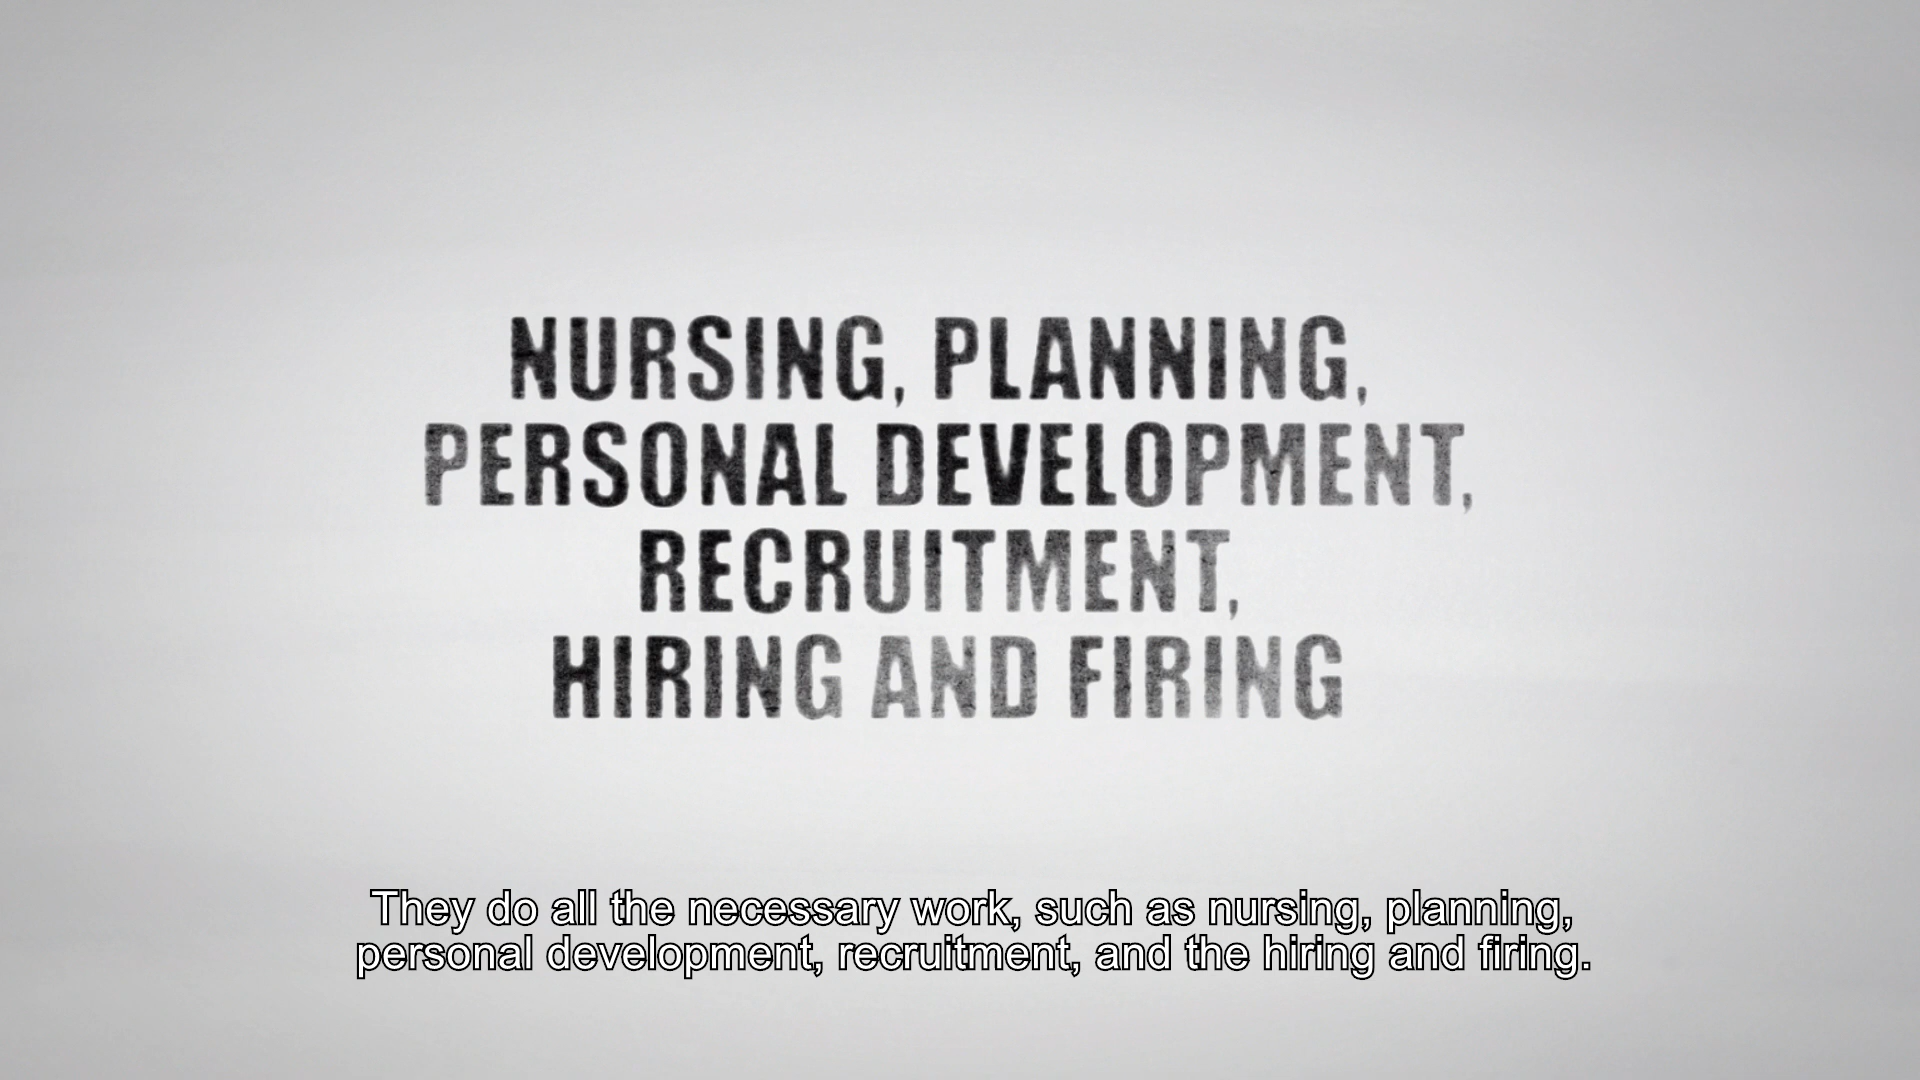 NURSING, PLANNING,
PERSONAL DEVELOPMENT,
RECRUITMENT,
HIRING AND FIRING
They do all the necessary work, such as nursing, planning,
personal development, recruitment, and the hiring and firing.